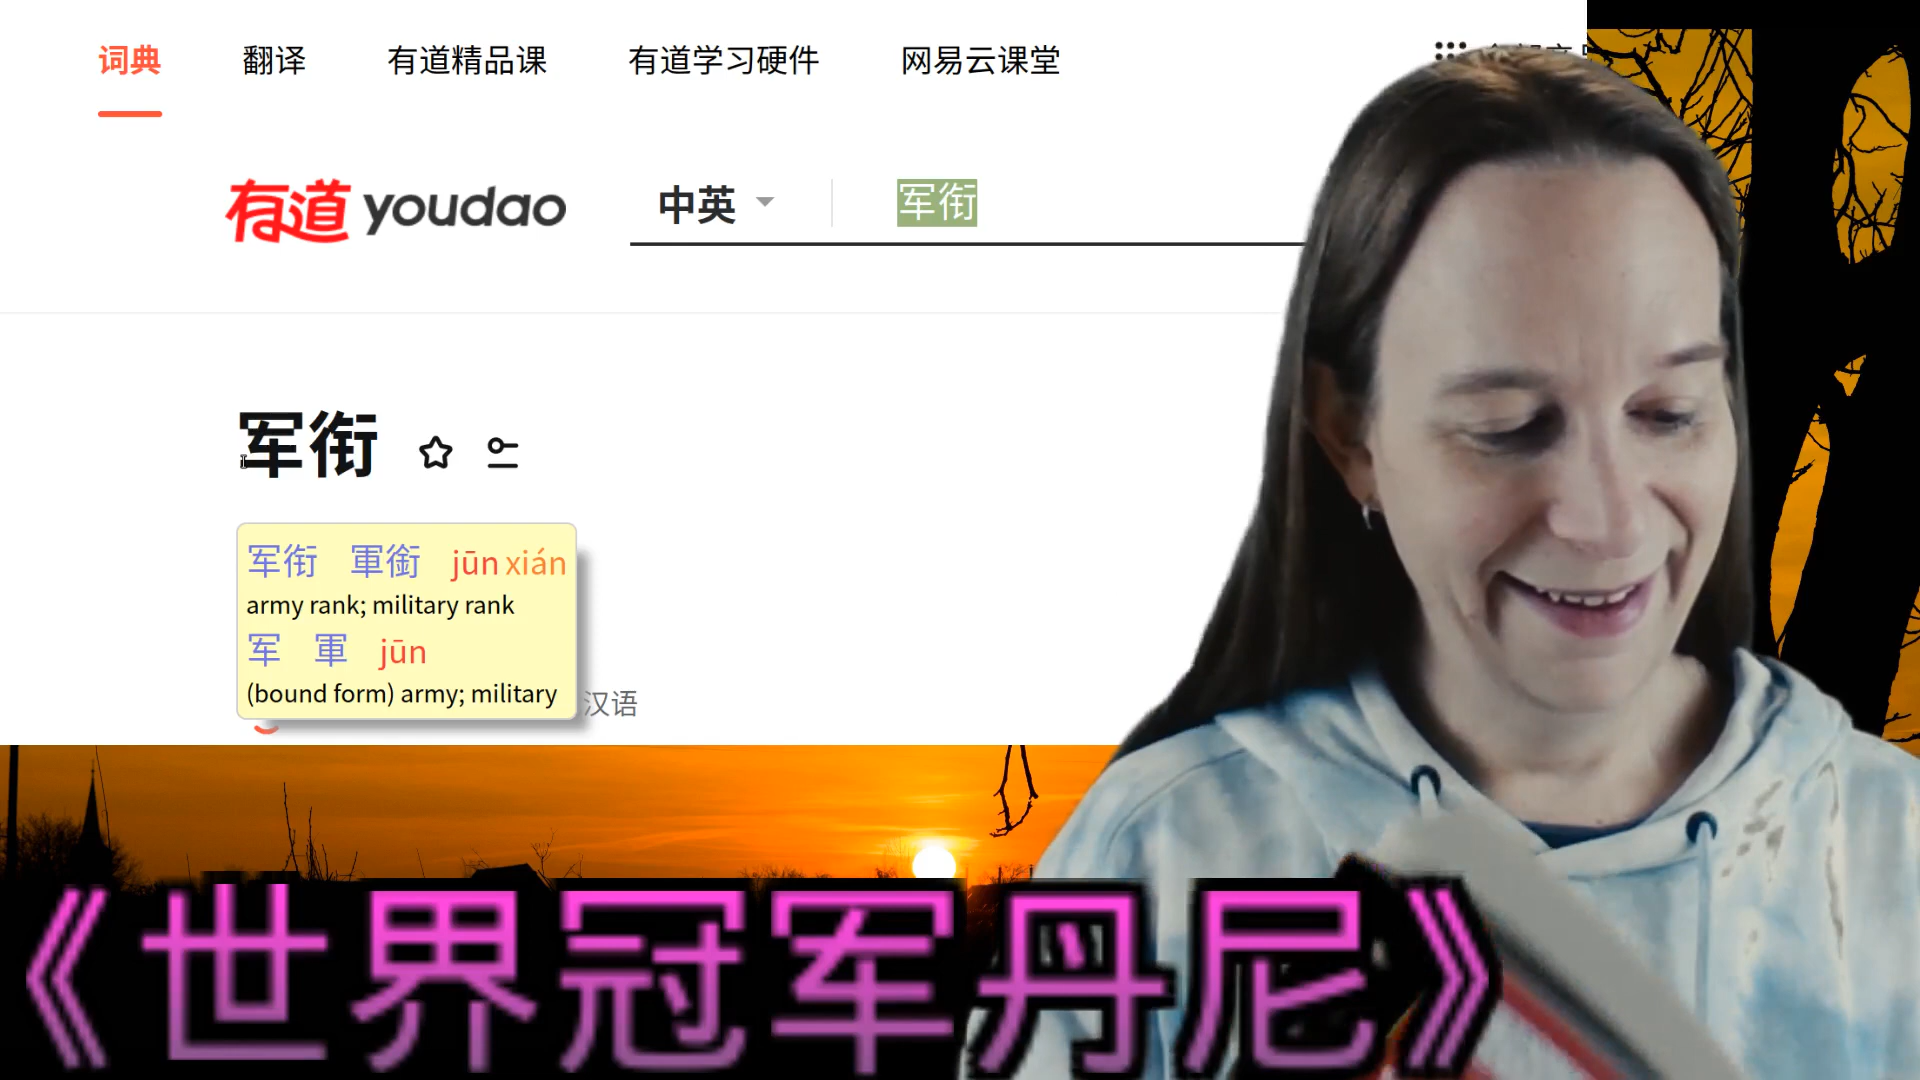 词典 翻译 有道精品课 有道学习硬件 网易云课堂
有道 youdao 中英 军衔
军衔
军衔 軍銜 jūn xián
army rank; military rank
军 軍 jūn
(bound form) army; military
汉语
《世界冠军丹尼》